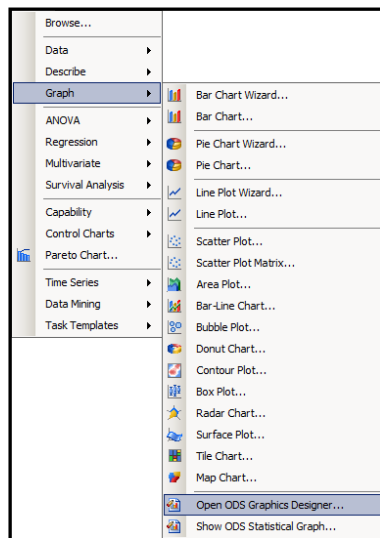 Browse...
Data
Describe
Graph
ANOVA
Regression
Multivariate
Survival Analysis
Capability
Control Charts
Pareto Chart...
Time Series
Data Mining
Task Templates
Bar Chart Wizard...
Bar Chart...
Pie Chart Wizard...
Pie Chart...
Line Plot Wizard...
Line Plot...
Scatter Plot...
Scatter Plot Matrix...
Area Plot...
Bar-Line Chart...
Bubble Plot...
Donut Chart...
Contour Plot...
Box Plot...
Radar Chart...
Surface Plot...
Tile Chart...
Map Chart...
Open ODS Graphics Designer...
Show ODS Statistical Graph...